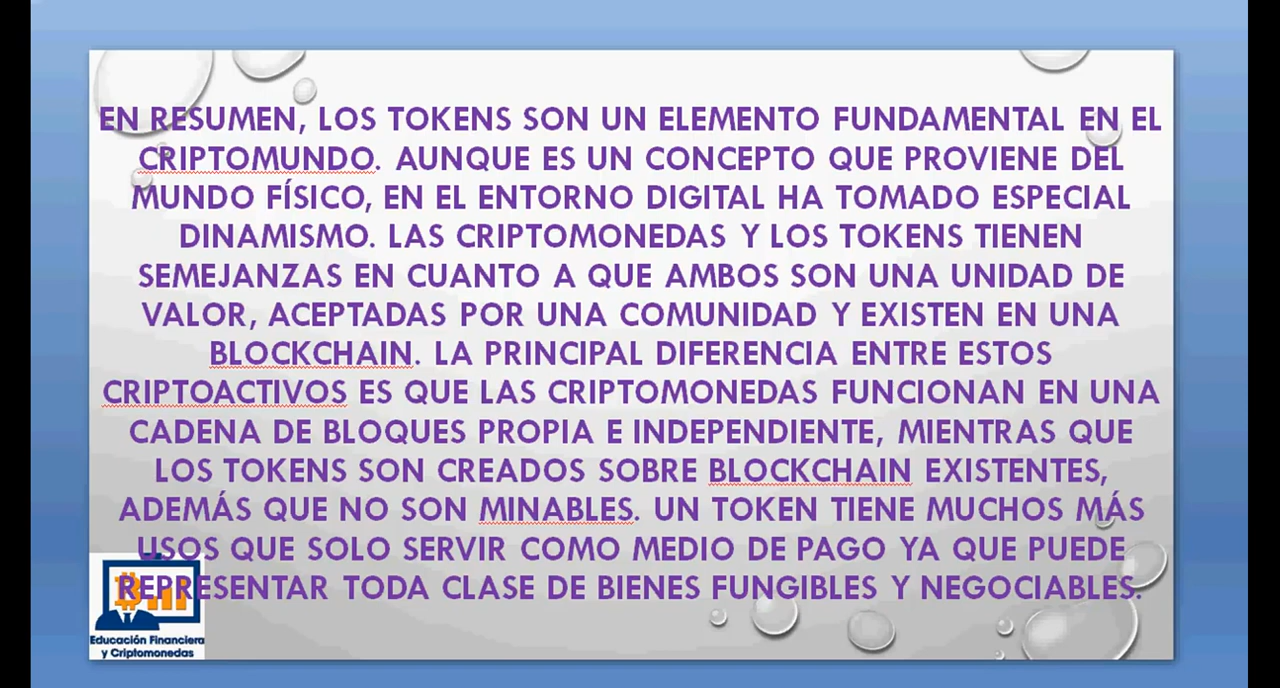 EN RESUMEN, LOS TOKENS SON UN ELEMENTO FUNDAMENTAL EN EL
CRIPTOMUNDO. AUNQUE ES UN CONCEPTO QUE PROVIENE DEL
MUNDO FÍSICO, EN EL ENTORNO DIGITAL HA TOMADO ESPECIAL
DINAMISMO. LAS CRIPTOMONEDAS Y LOS TOKENS TIENEN
SEMEJANZAS EN CUANTO A QUE AMBOS SON UNA UNIDAD DE
VALOR, ACEPTADAS POR UNA COMUNIDAD Y EXISTEN EN UNA
BLOCKCHAIN. LA PRINCIPAL DIFERENCIA ENTRE ESTOS
CRIPTOACTIVOS ES QUE LAS CRIPTOMONEDAS FUNCIONAN EN UNA
CADENA DE BLOQUES PROPIA E INDEPENDIENTE, MIENTRAS QUE
LOS TOKENS SON CREADOS SOBRE BLOCKCHAIN EXISTENTES,
ADEMÁS QUE NO SON MINABLES. UN TOKEN TIENE MUCHOS MÁS
USOS QUE SOLO SERVIR COMO MEDIO DE PAGO YA QUE PUEDE
REPRESENTAR TODA CLASE DE BIENES FUNGIBLES Y NEGOCIABLES.
Educación Financiera
y Criptomonedas